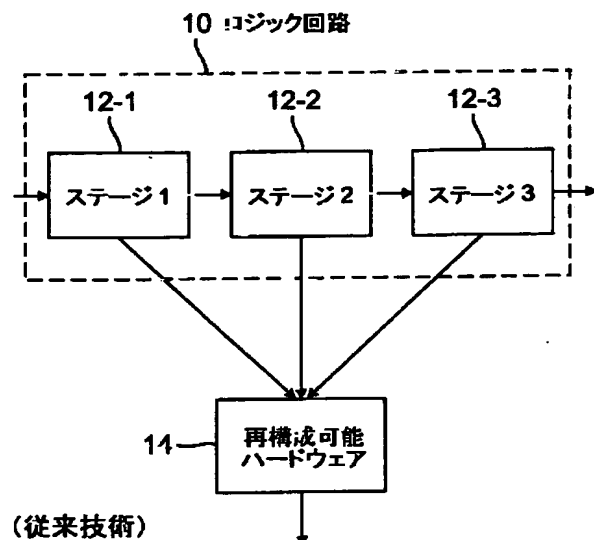 10 ロジック回路
12-1
12-2
12-3
ステージ 1
ステージ 2
ステージ 3
14
再構成可能
ハードウェア
(従来技術)